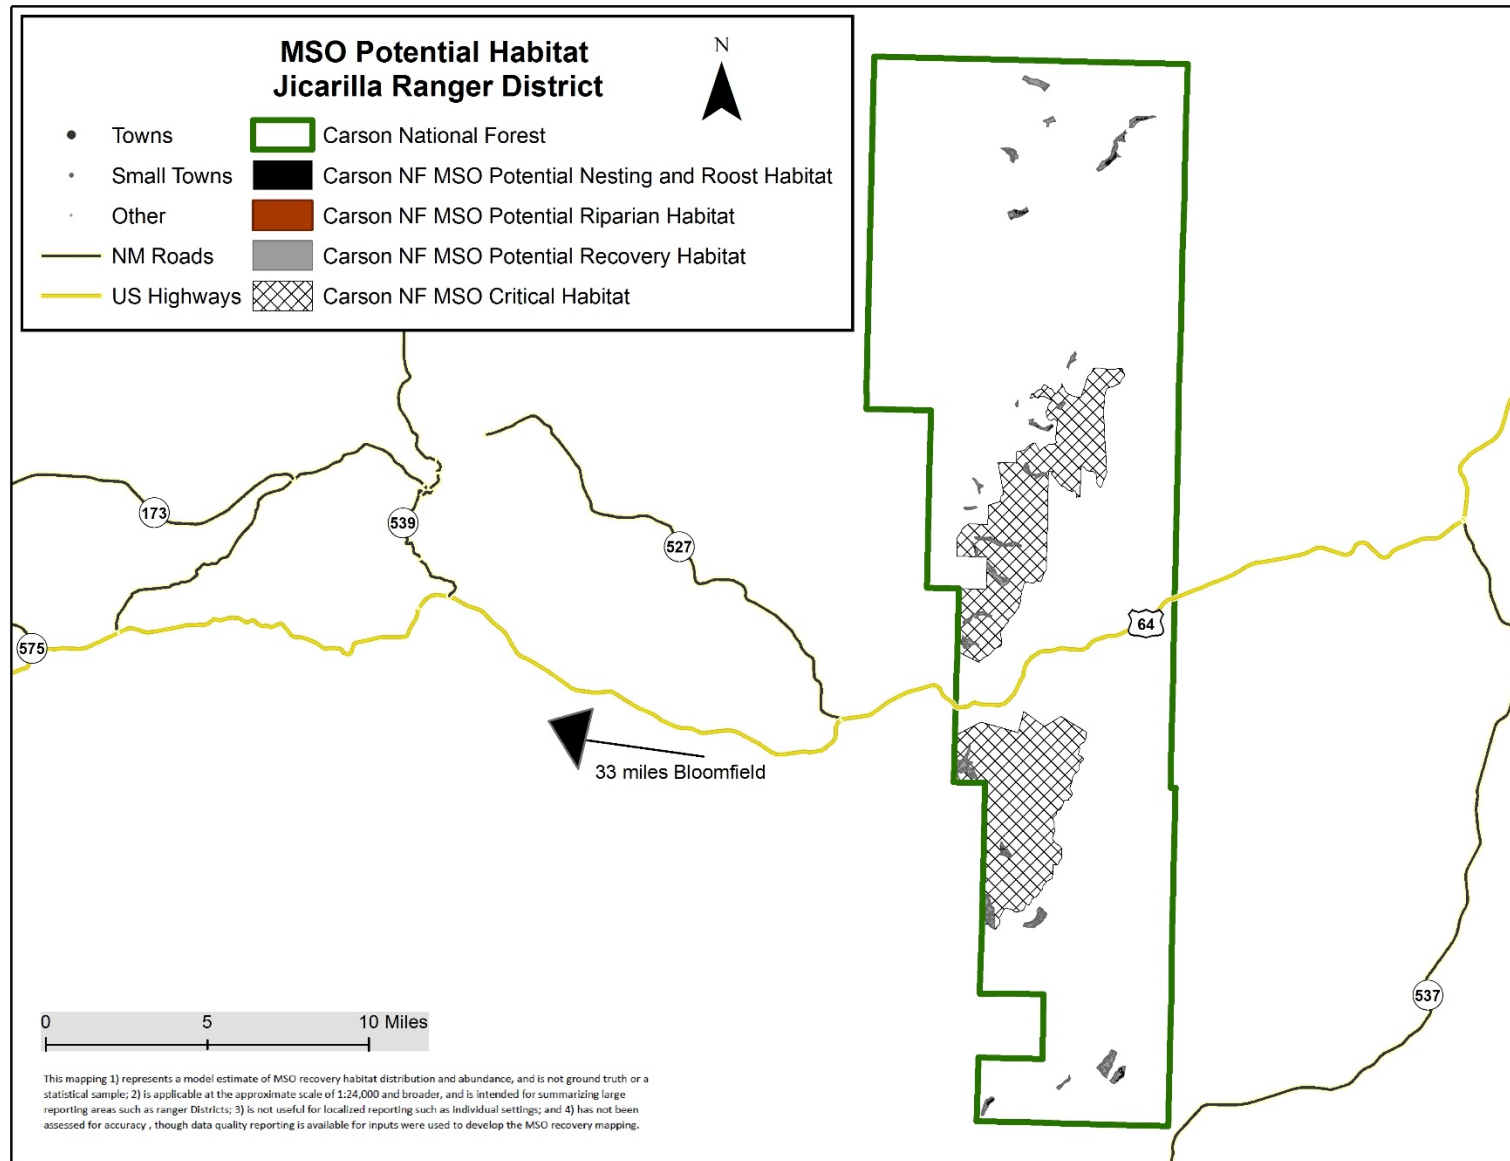 MSO Potential Habitat
Jicarilla Ranger District
N
Towns
Small Towns
Other
NM Roads
US Highways
Carson National Forest
Carson NF MSO Potential Nesting and Roost Habitat
Carson NF MSO Potential Riparian Habitat
Carson NF MSO Potential Recovery Habitat
Carson NF MSO Critical Habitat
173
539
527
575
64
33 miles Bloomfield
537
0 5 10 Miles
This mapping 1) represents a model estimate of MSO recovery habitat distribution and abundance, and is not ground truth or a
statistical sample; 2) is applicable at the approximate scale of 1:24,000 and broader, and is intended for summarizing large
reporting areas such as ranger Districts; 3) is not useful for localized reporting such as individual settings; and 4) has not been
assessed for accuracy , though data quality reporting is available for inputs were used to develop the MSO recovery mapping.